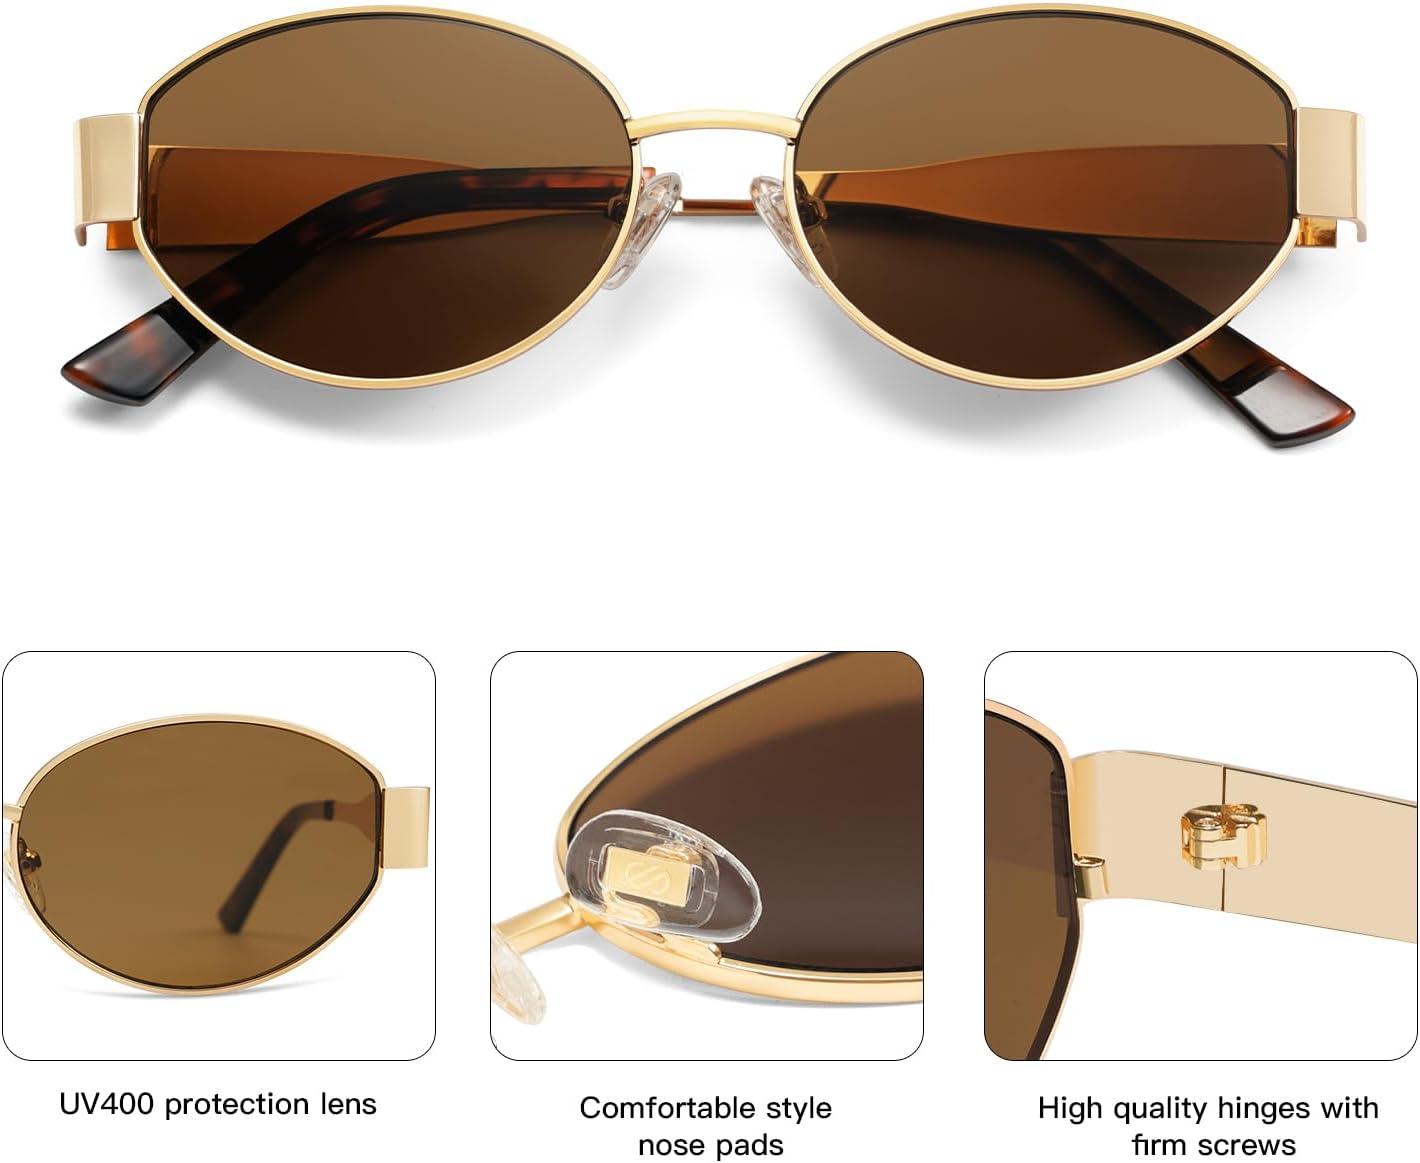 UV400 protection lens
Comfortable style
nose pads
High quality hinges with
firm screws